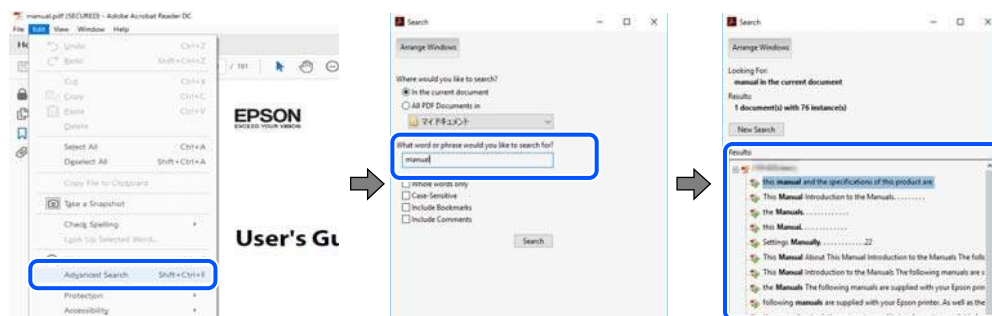 manual.pdf (SECURED) - Adobe Acrobat Reader DC
File Edit View Window Help
Undo Ctrl+Z
Redo Shift+Ctrl+Z
Cut Ctrl+X
Copy Ctrl+C
Paste Ctrl+V
Delete
Select All Ctrl+A
Deselect All Shift+Ctrl+A
Copy File to Clipboard
Take a Snapshot
Check Spelling
Look Up Selected Word...
Advanced Search Shift+Ctrl+F
Protection
Accessibility
/ 191
EPSON
EXCEED YOUR VISION
User's Gu
Search
Arrange Windows
Where would you like to search?
In the current document
All PDF Documents in
マイ ドキュメント
What word or phrase would you like to search for?
manual
Whole words only
Case-Sensitive
Include Bookmarks
Include Comments
Search
Search
Arrange Windows
Looking For:
manual in the current document
Results:
1 document(s) with 76 instance(s)
New Search
Results:
this manual and the specifications of this product are
This Manual Introduction to the Manuals.........
the Manuals.............
this Manual.............
Settings Manually.............22
This Manual About This Manual Introduction to the Manuals The follo
This Manual Introduction to the Manuals The following manuals are s
the Manuals The following manuals are supplied with your Epson prin
following manuals are supplied with your Epson printer. As well as the